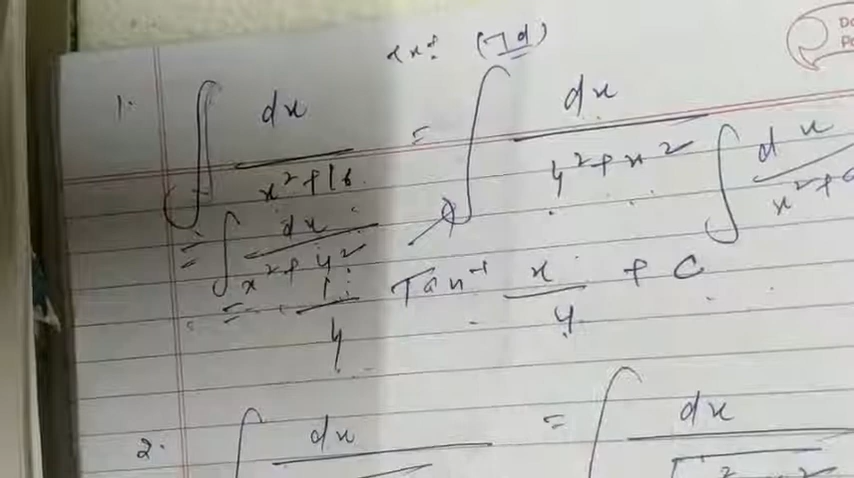 (7d)
1. ∫ dx / x² + 16 = ∫ dx / 4² + x²
= ∫ dx / x² + 4² ∫ dx / x² +
= 1 / 4 Tan⁻¹ x / 4 + C
2. ∫ dx = ∫ dx